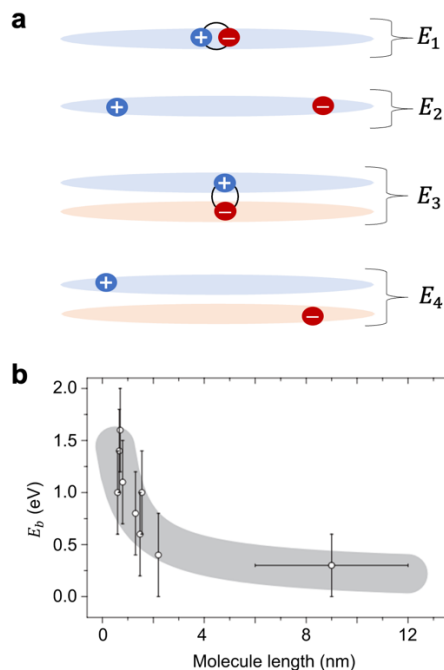 a
+ − E₁
+ − E₂
+
− E₃
+
− E₄
b
2.0
1.5
1.0
0.5
0.0
E_b (eV)
0 4 8 12
Molecule length (nm)